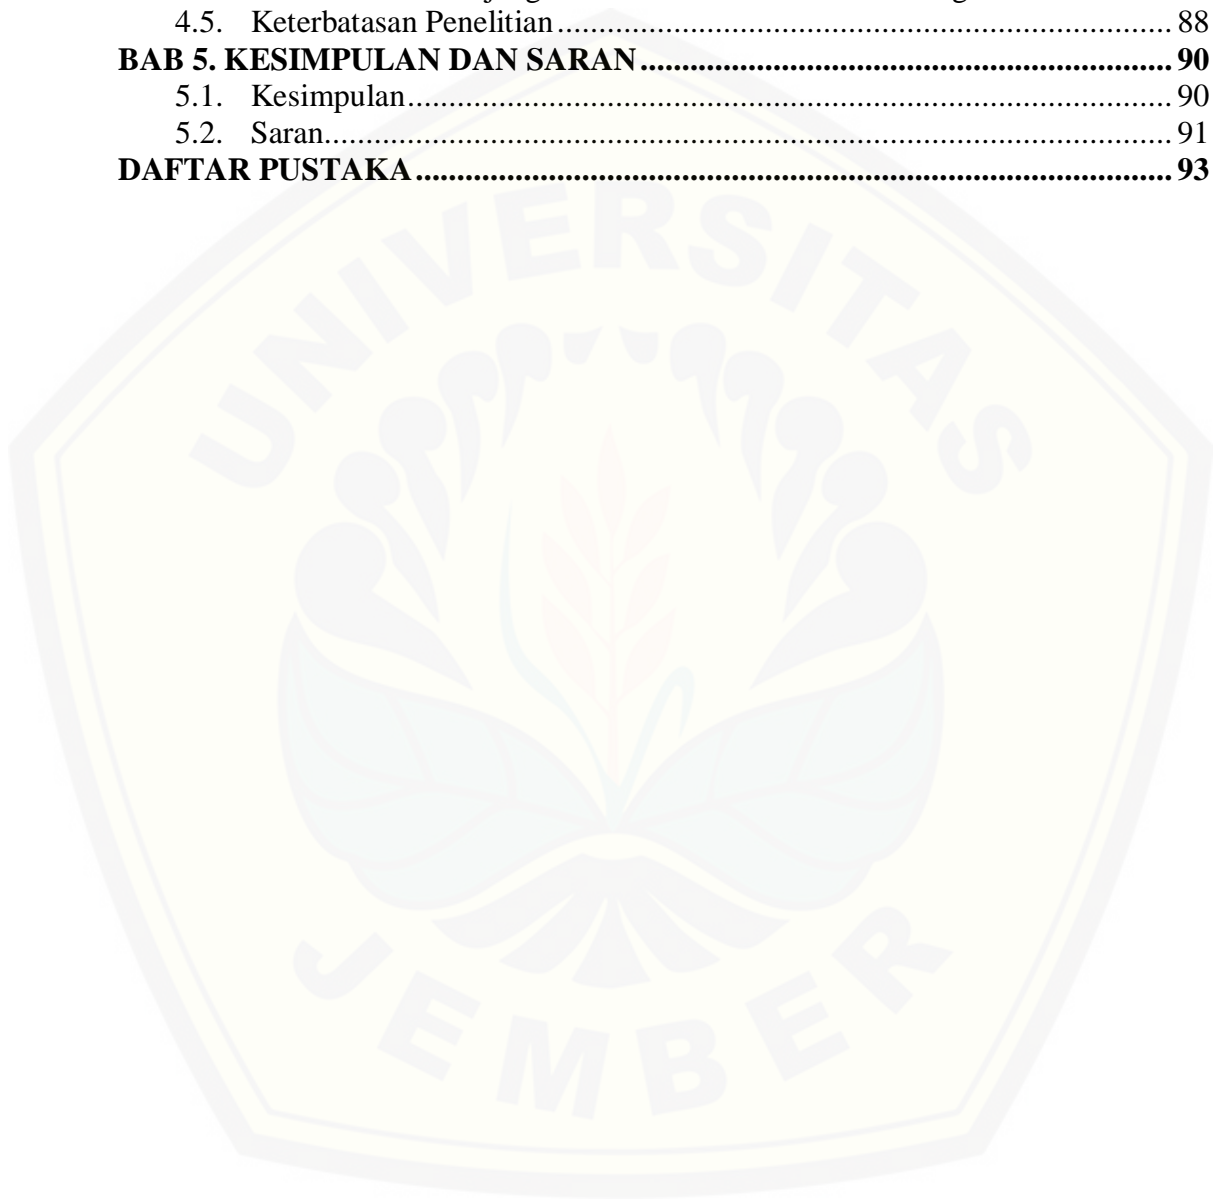 4.5. Keterbatasan Penelitian .................................................................................. 88
BAB 5. KESIMPULAN DAN SARAN ................................................................ 90
5.1. Kesimpulan ................................................................................................... 90
5.2. Saran ............................................................................................................. 91
DAFTAR PUSTAKA ........................................................................................... 93
UNIVERSITAS
JEMBER